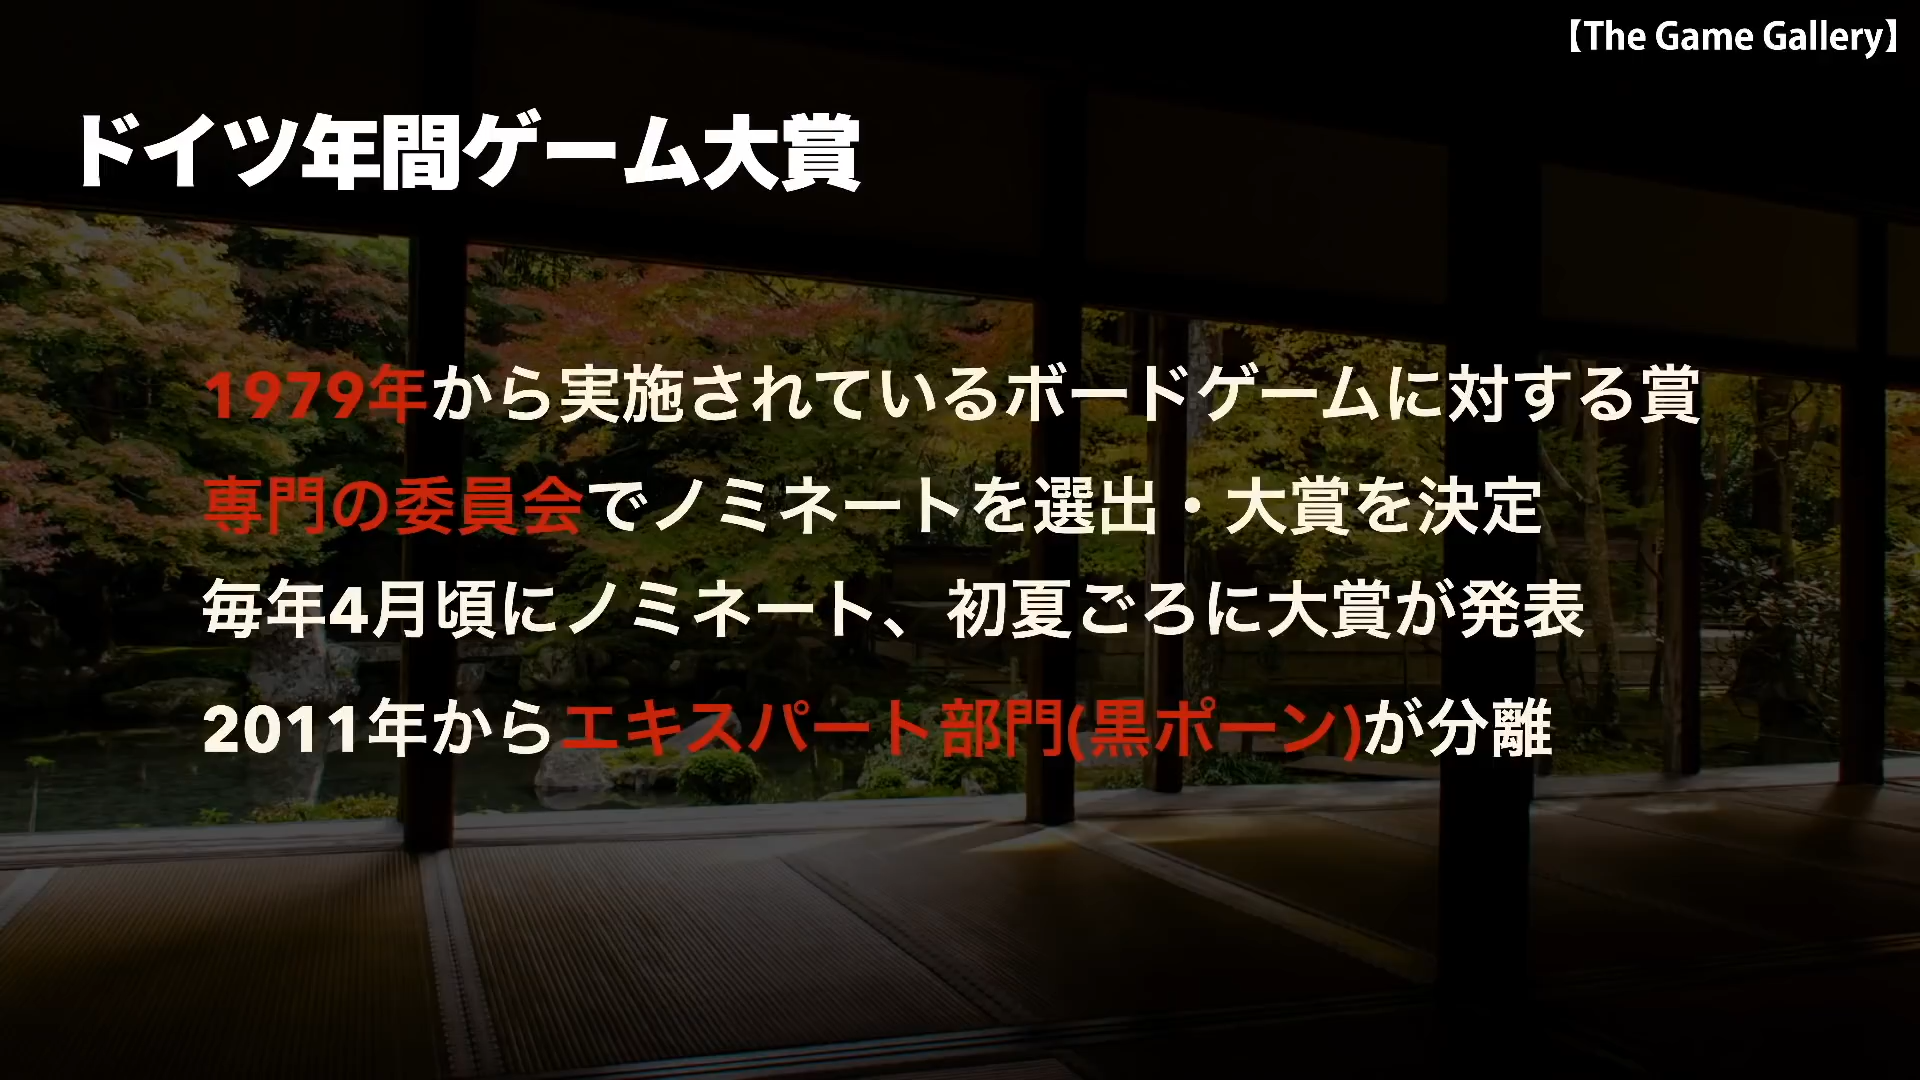 【The Game Gallery】
ドイツ年間ゲーム大賞
1979年から実施されているボードゲームに対する賞
専門の委員会でノミネートを選出・大賞を決定
毎年4月頃にノミネート、初夏ごろに大賞が発表
2011年からエキスパート部門(黒ポーン)が分離